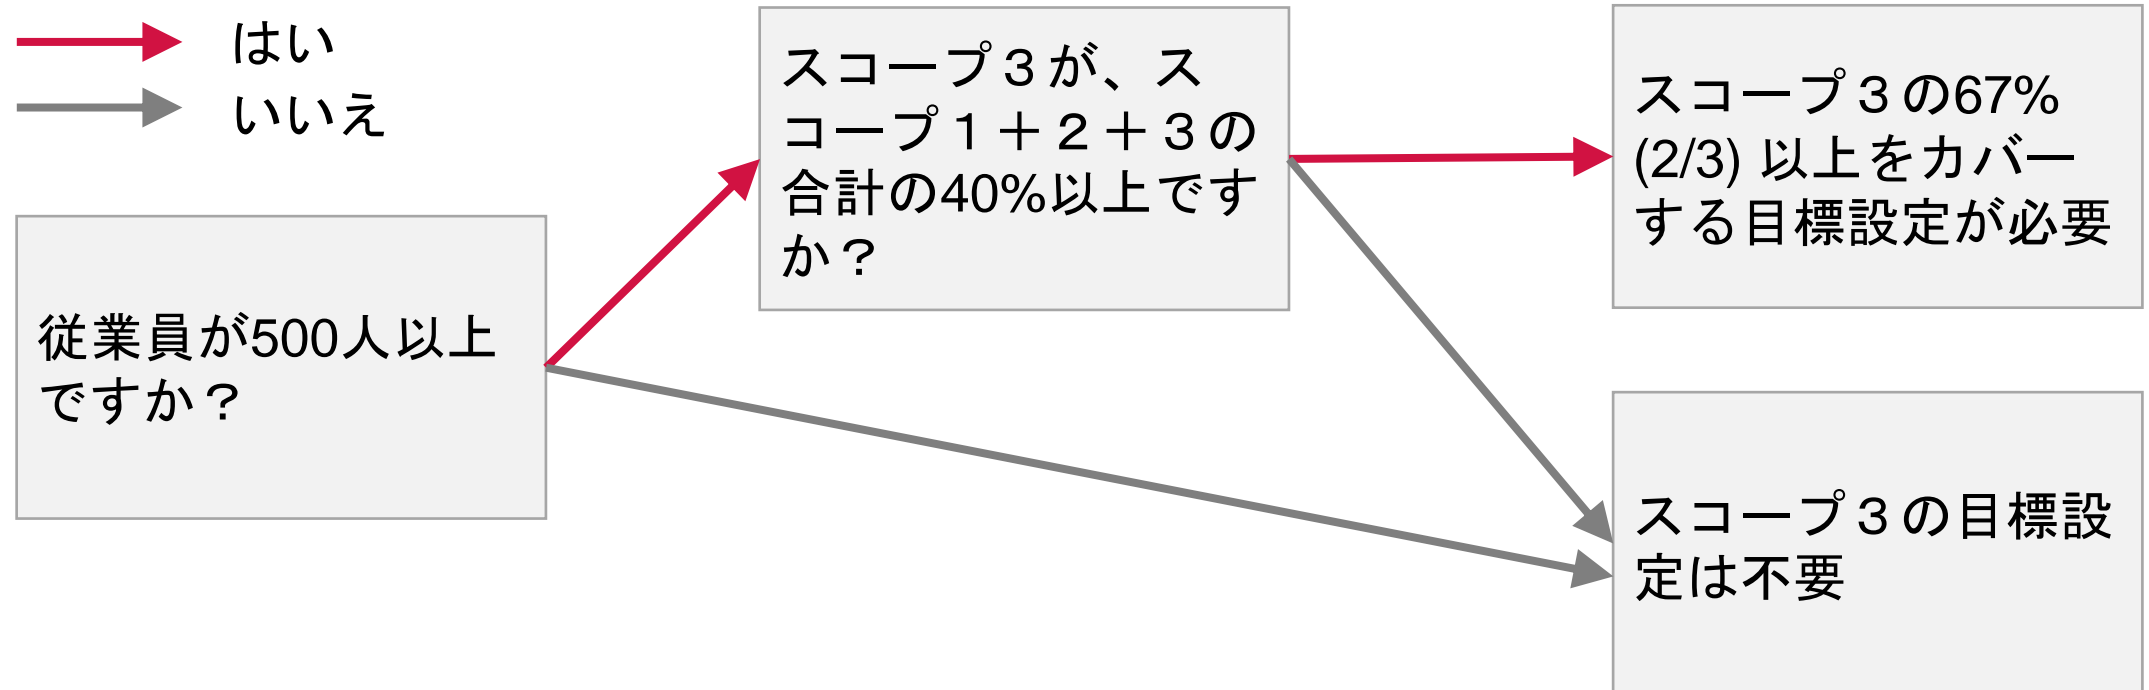 はい
いいえ
従業員が500人以上
ですか？
スコープ３が、ス
コープ１＋２＋３の
合計の40%以上です
か？
スコープ３の67%
(2/3) 以上をカバー
する目標設定が必要
スコープ３の目標設
定は不要